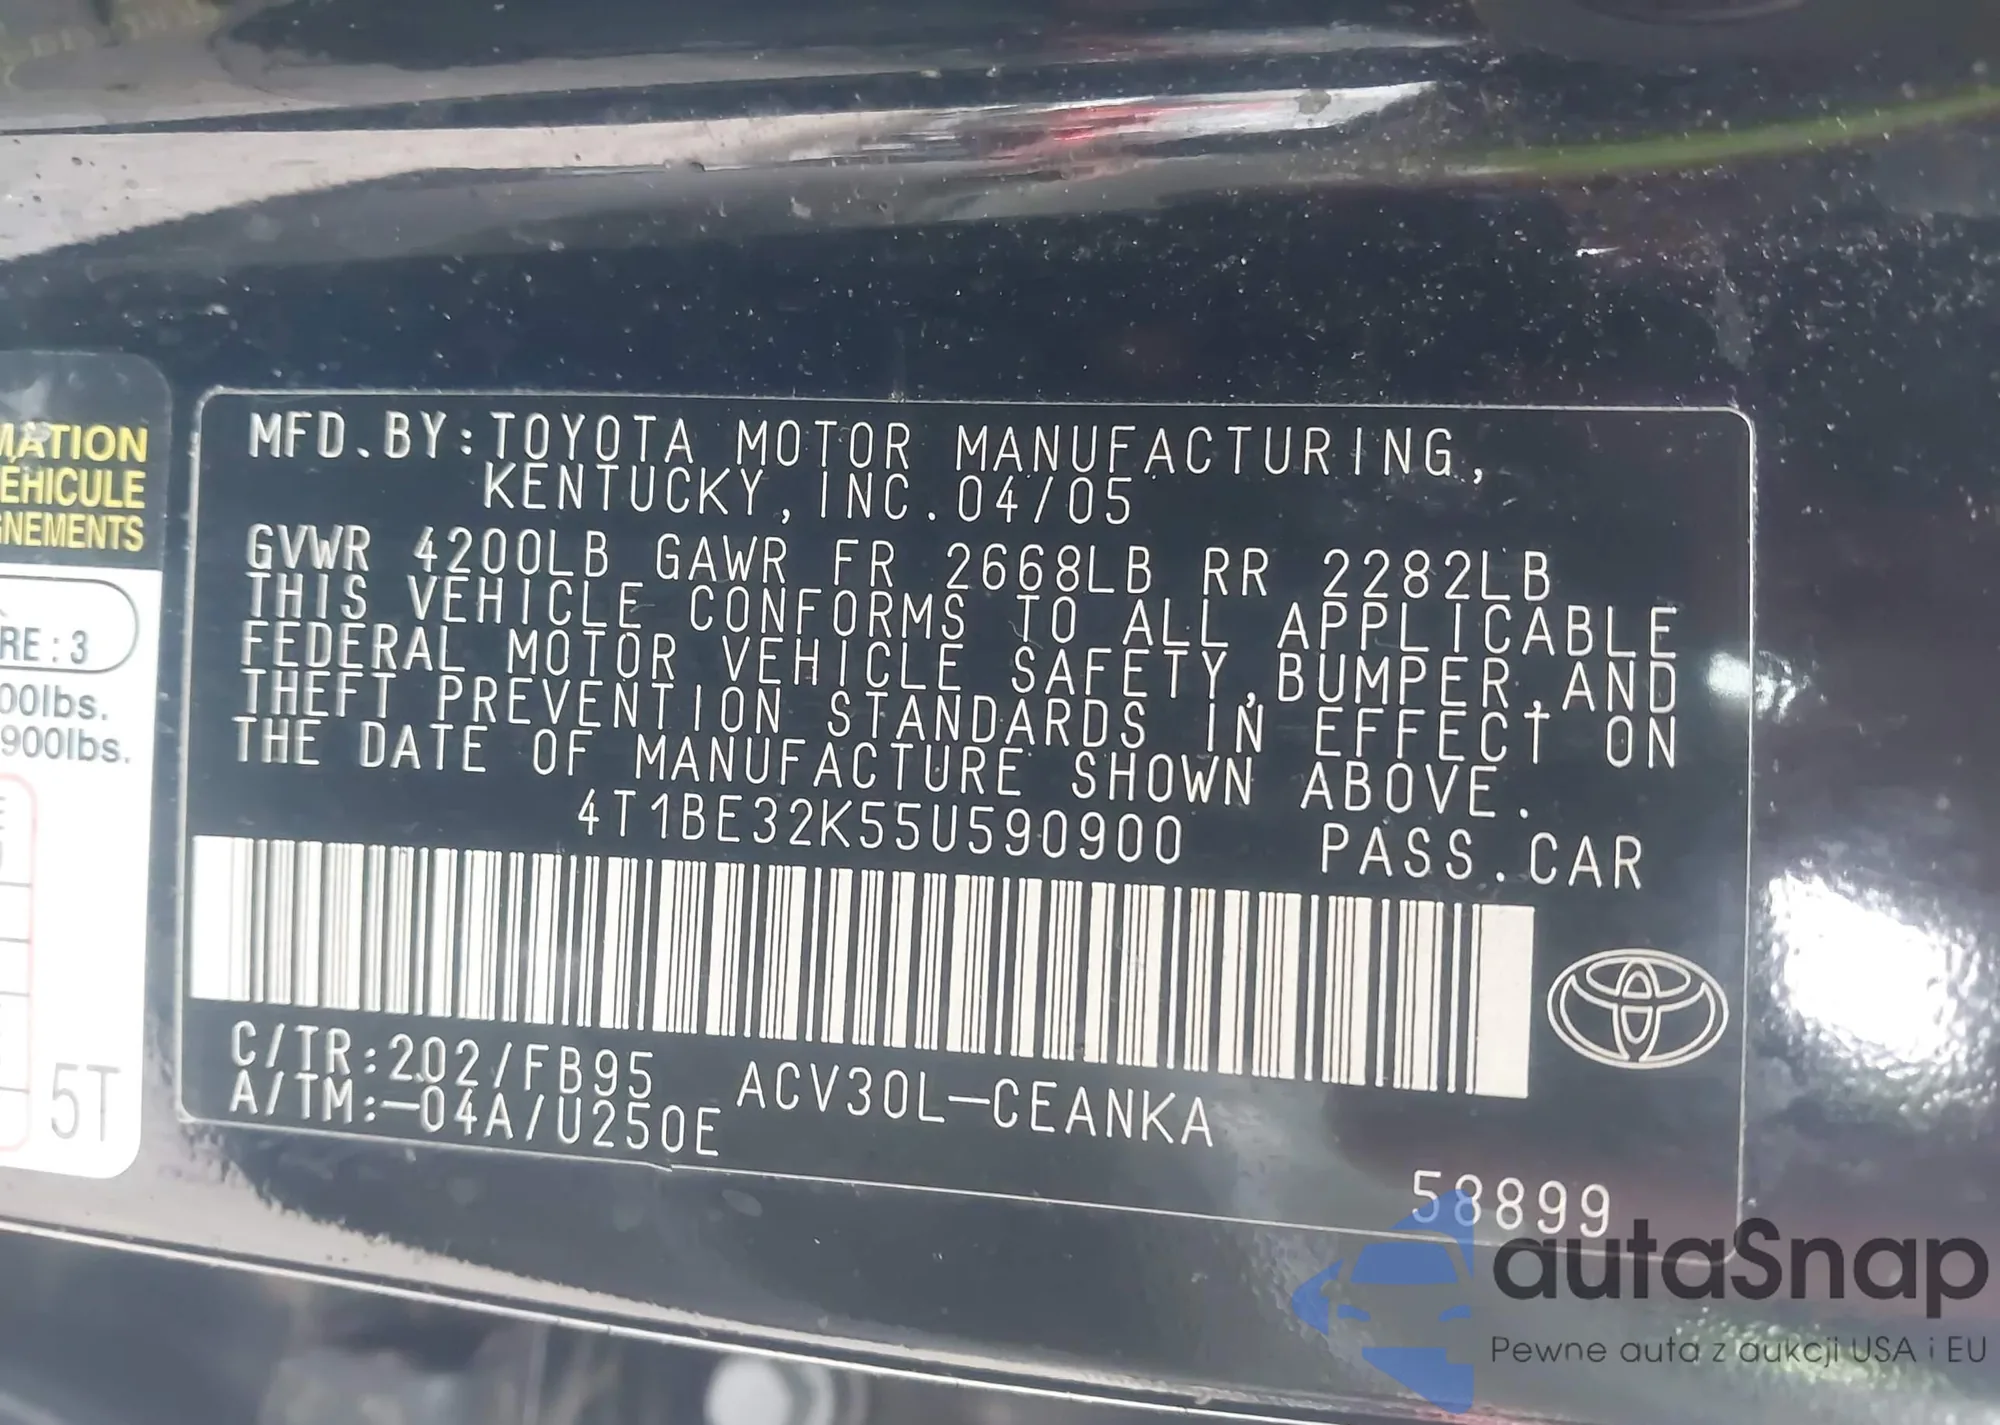 MATION
EHICULE
GNEMENTS
RE : 3
00lbs.
900lbs.
5T
MFD.BY:TOYOTA MOTOR MANUFACTURING,
KENTUCKY, INC. 04/05
GVWR 4200LB GAWR FR 2668LB RR 2282LB
THIS VEHICLE CONFORMS TO ALL APPLICABLE
FEDERAL MOTOR VEHICLE SAFETY,BUMPER,AND
THEFT PREVENTION STANDARDS IN EFFECT ON
THE DATE OF MANUFACTURE SHOWN ABOVE.
4T1BE32K55U590900 PASS.CAR
C/TR:202/FB95 ACV30L-CEANKA
A/TM:-04A/U250E
58899
autaSnap
Pewne auta z aukcji USA i EU